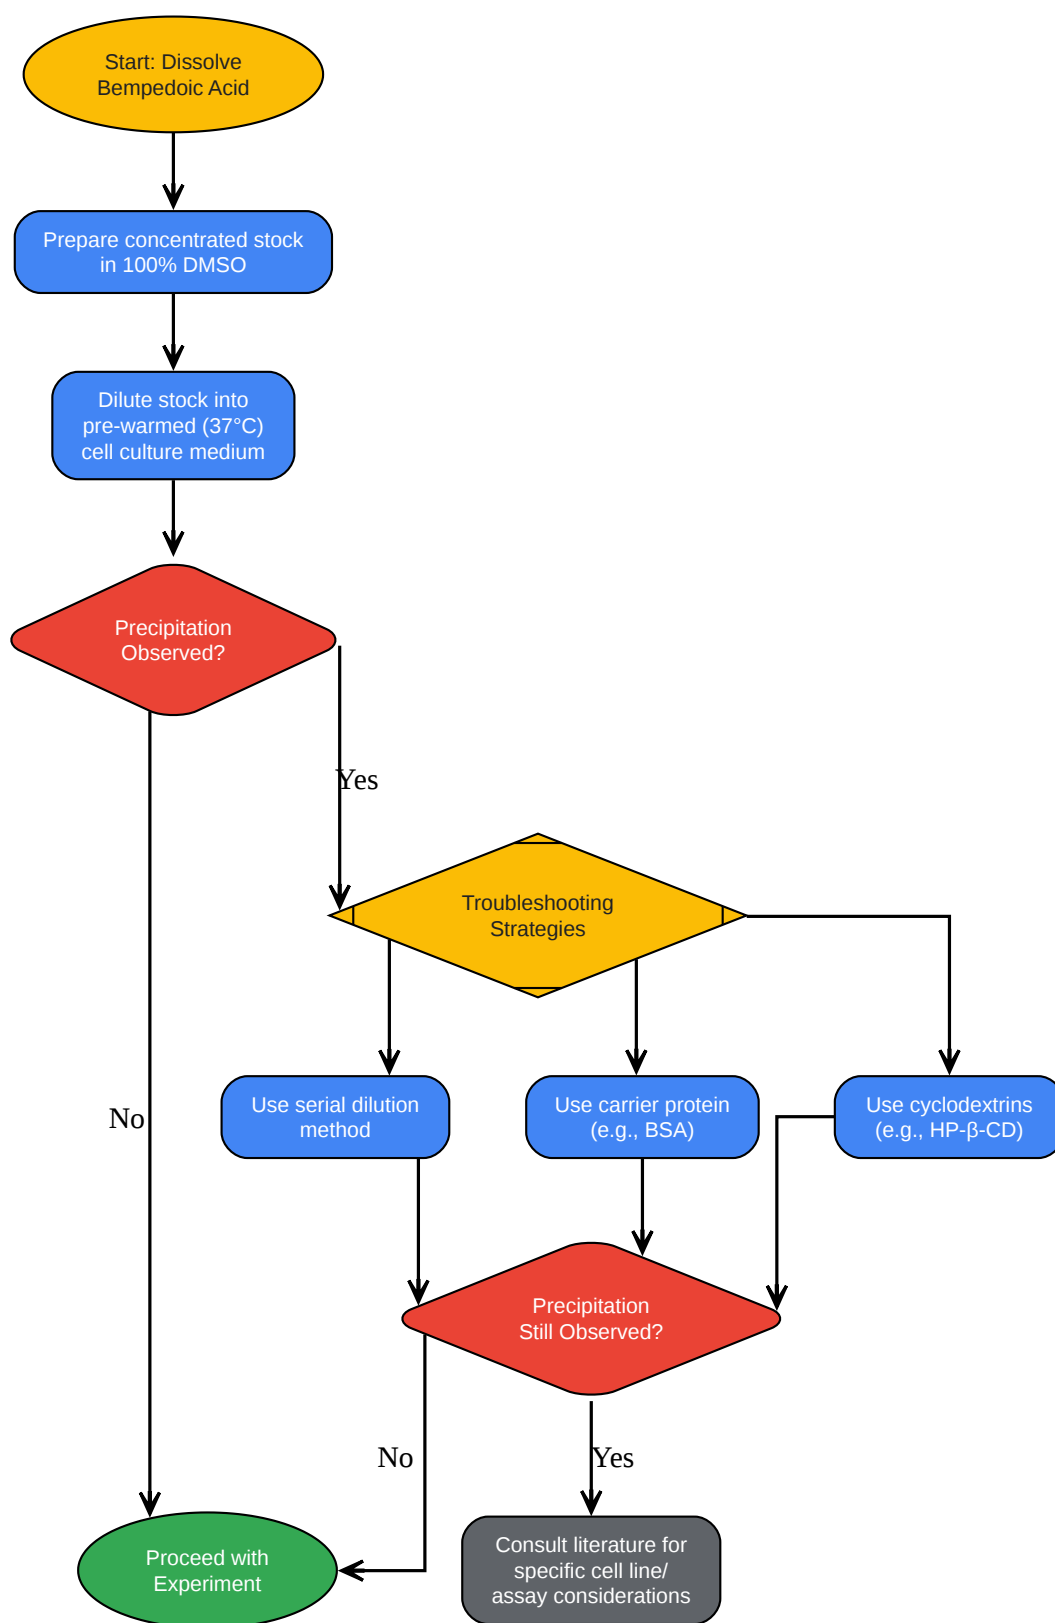 Start: Dissolve
Bempedoic Acid
Prepare concentrated stock
in 100% DMSO
Dilute stock into
pre-warmed (37°C)
cell culture medium
Precipitation
Observed?
Yes
Troubleshooting
Strategies
No
Use serial dilution
method
Use carrier protein
(e.g., BSA)
Use cyclodextrins
(e.g., HP-β-CD)
Precipitation
Still Observed?
No
Yes
Proceed with
Experiment
Consult literature for
specific cell line/
assay considerations